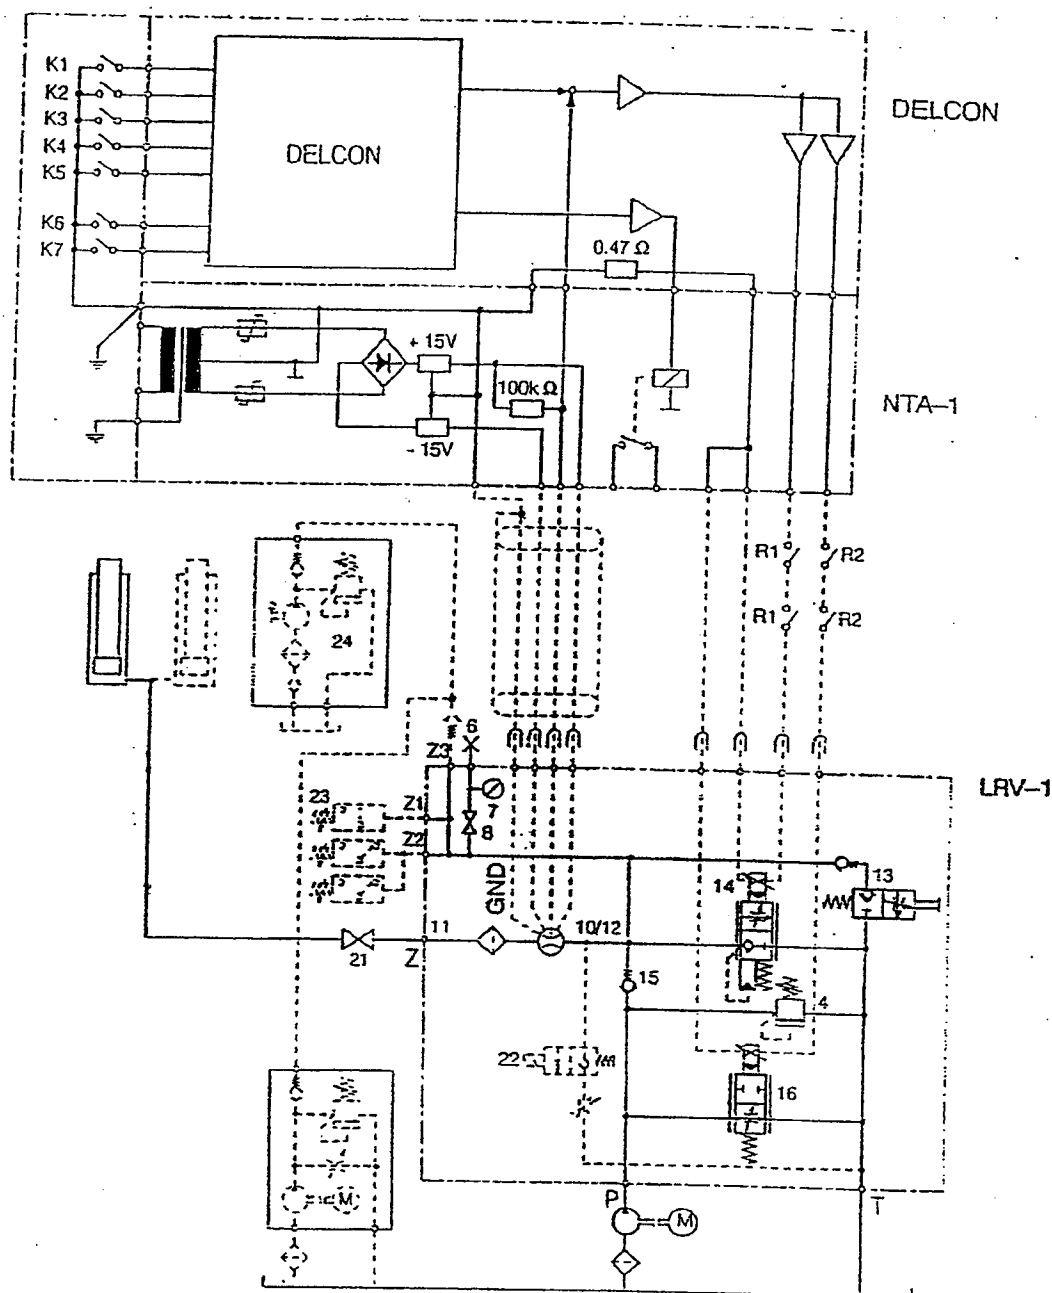 K1
K2
K3
K4
K5
K6
K7
DELCON
DELCON
0.47 Ω
+ 15V
100k Ω
- 15V
NTA-1
R1
R2
R1
R2
24
6
Z3
7
8
LRV-1
23
Z1
Z2
GND
14
13
11
10/12
21
Z
15
4
22
16
M
P
T
M